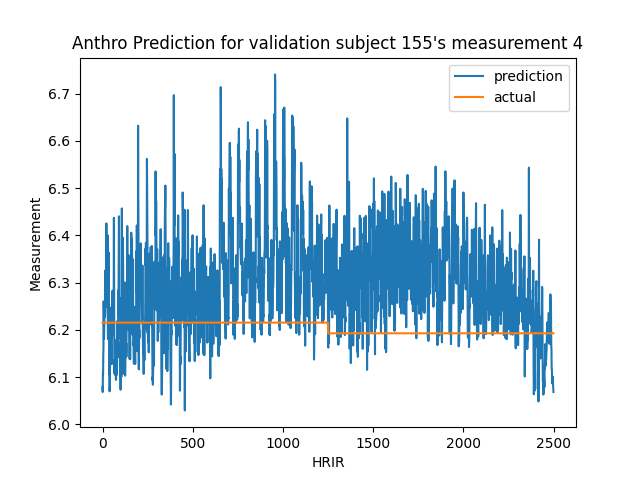 Anthro Prediction for validation subject 155's measurement 4
prediction
actual
Measurement
6.7
6.6
6.5
6.4
6.3
6.2
6.1
6.0
0
500
1000
1500
2000
2500
HRIR